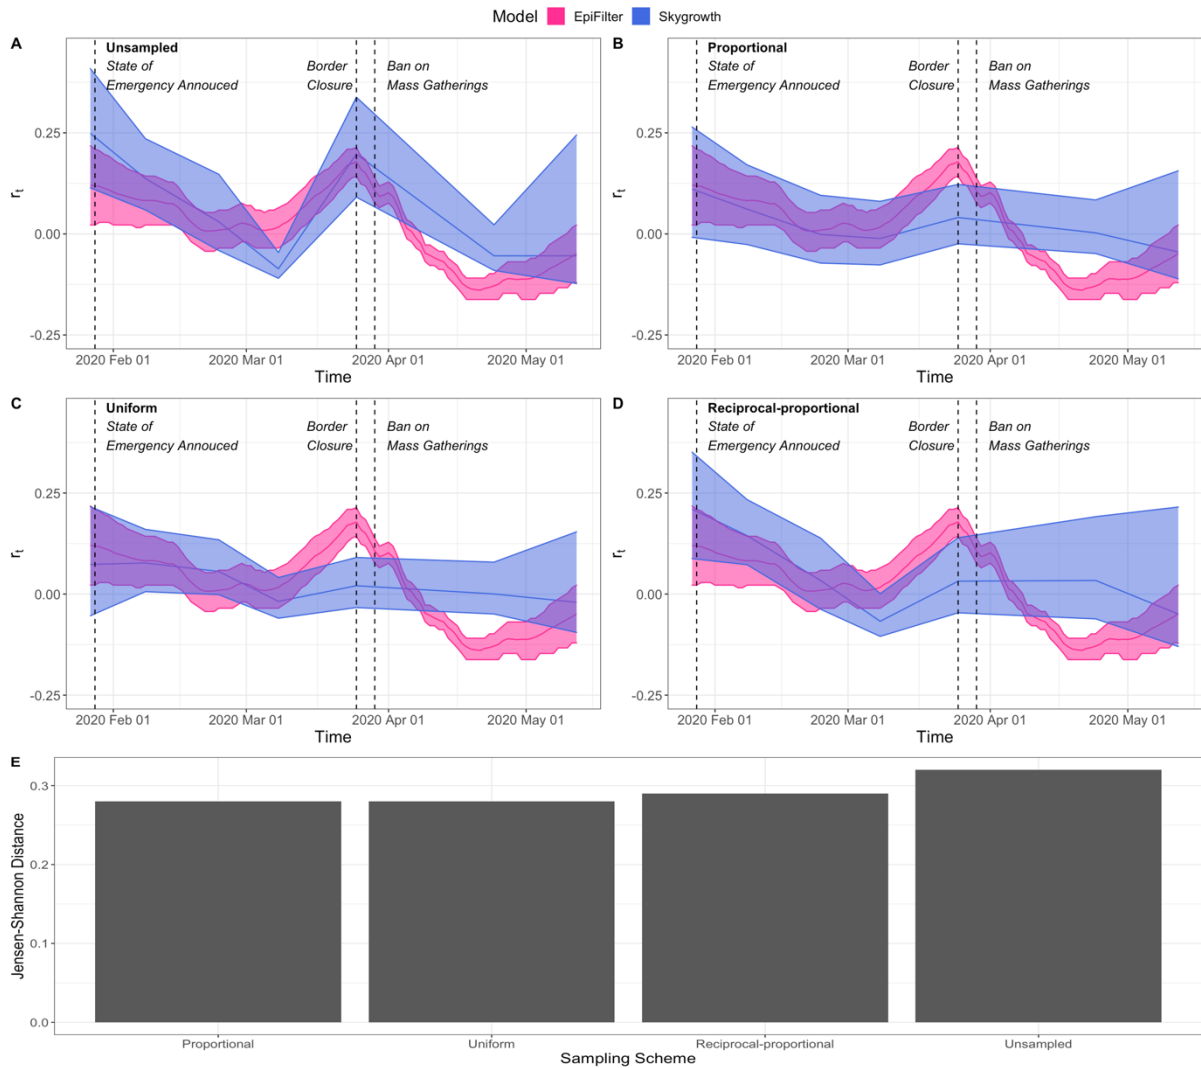 Model EpiFilter Skygrowth
A
Unsampled
State of
Emergency Annouced
Border
Closure
Ban on
Mass Gatherings
0.25
0.00
-0.25
rt
2020 Feb 01 2020 Mar 01 2020 Apr 01 2020 May 01
Time
B
Proportional
State of
Emergency Annouced
Border
Closure
Ban on
Mass Gatherings
0.25
0.00
-0.25
rt
2020 Feb 01 2020 Mar 01 2020 Apr 01 2020 May 01
Time
C
Uniform
State of
Emergency Annouced
Border
Closure
Ban on
Mass Gatherings
0.25
0.00
-0.25
rt
2020 Feb 01 2020 Mar 01 2020 Apr 01 2020 May 01
Time
D
Reciprocal-proportional
State of
Emergency Annouced
Border
Closure
Ban on
Mass Gatherings
0.25
0.00
-0.25
rt
2020 Feb 01 2020 Mar 01 2020 Apr 01 2020 May 01
Time
E
0.3
0.2
0.1
0.0
Jensen-Shannon Distance
Proportional Uniform Reciprocal-proportional Unsampled
Sampling Scheme